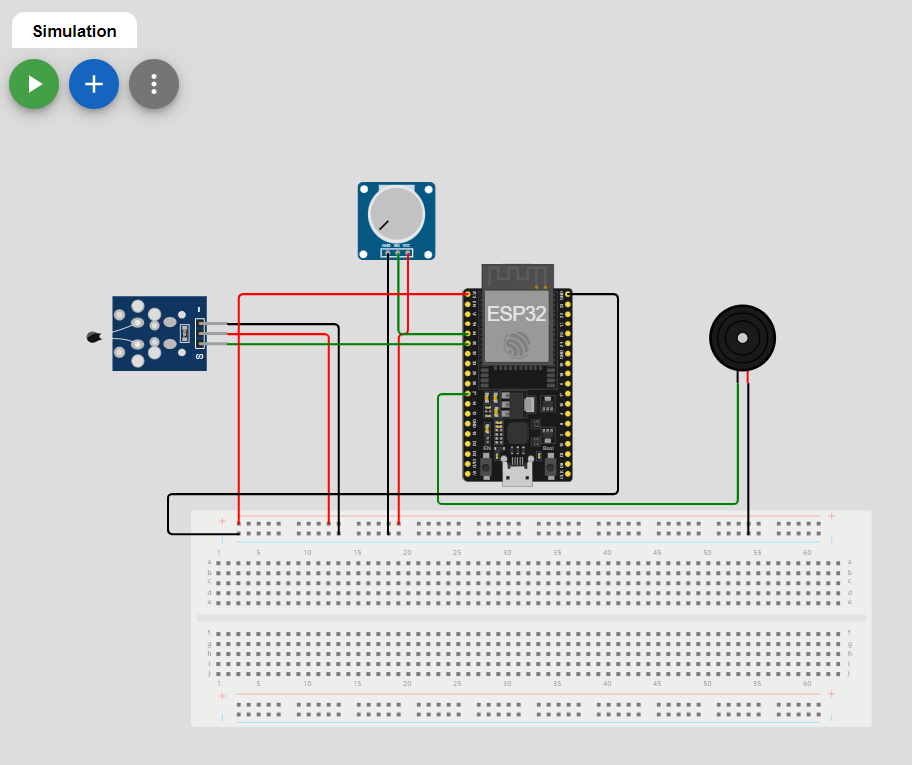 Simulation
GND SIG VCC
ESP32
S
EN
Boot
+ +
1 5 10 15 20 25 30 35 40 45 50 55 60
a a
b b
c c
d d
e e
f f
g g
h h
i i
j j
1 5 10 15 20 25 30 35 40 45 50 55 60
+ +